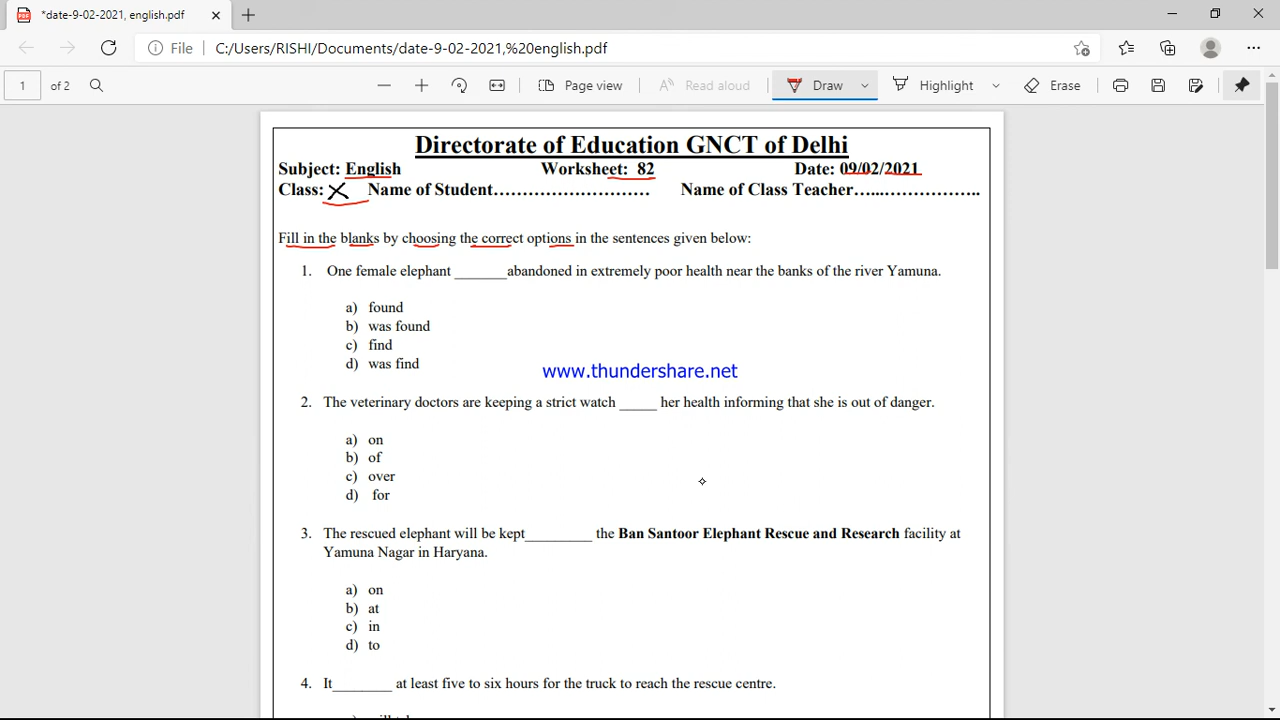 *date-9-02-2021, english.pdf
File C:/Users/RISHI/Documents/date-9-02-2021,%20english.pdf
1 of 2 Page view Read aloud Draw Highlight Erase
Directorate of Education GNCT of Delhi
Subject: English Worksheet: 82 Date: 09/02/2021
Class: X Name of Student……………………… Name of Class Teacher…...……………..
Fill in the blanks by choosing the correct options in the sentences given below:
1. One female elephant _______abandoned in extremely poor health near the banks of the river Yamuna.
a) found
b) was found
c) find
d) was find
www.thundershare.net
2. The veterinary doctors are keeping a strict watch _____ her health informing that she is out of danger.
a) on
b) of
c) over
d) for
3. The rescued elephant will be kept_________ the Ban Santoor Elephant Rescue and Research facility at
Yamuna Nagar in Haryana.
a) on
b) at
c) in
d) to
4. It________ at least five to six hours for the truck to reach the rescue centre.